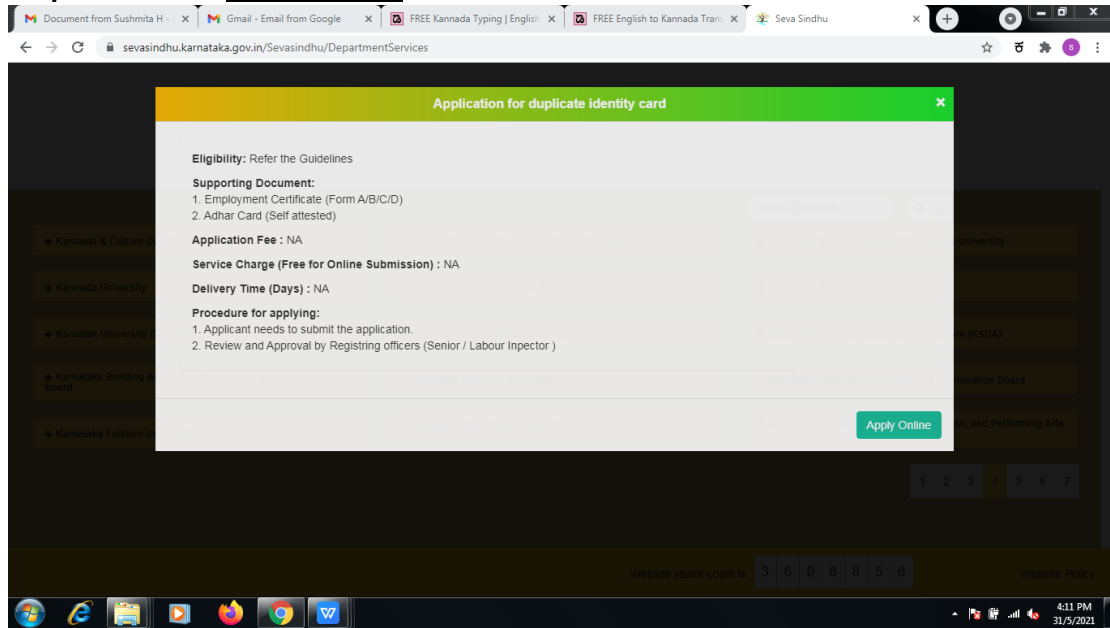 Document from Sushmita H -
Gmail - Email from Google
FREE Kannada Typing | English
FREE English to Kannada Tran
Seva Sindhu
sevasindhu.karnataka.gov.in/Sevasindhu/DepartmentServices
Application for duplicate identity card
Eligibility: Refer the Guidelines
Supporting Document:
1. Employment Certificate (Form A/B/C/D)
2. Adhar Card (Self attested)
Application Fee : NA
+ Kannada & Culture
University
Service Charge (Free for Online Submission) : NA
Delivery Time (Days) : NA
+ Kannada University
Procedure for applying:
1. Applicant needs to submit the application.
+ Karnatak University
(KSDA)
2. Review and Approval by Registring officers (Senior / Labour Inpector )
+ Karnataka Building
Board
Board
Apply Online
and Performing Arts
+ Karnataka Folklore
1 2 3 4 5 6 7
Website visitor count is 3 6 0 6 8 5 6
Website Policy
4:11 PM
31/5/2021